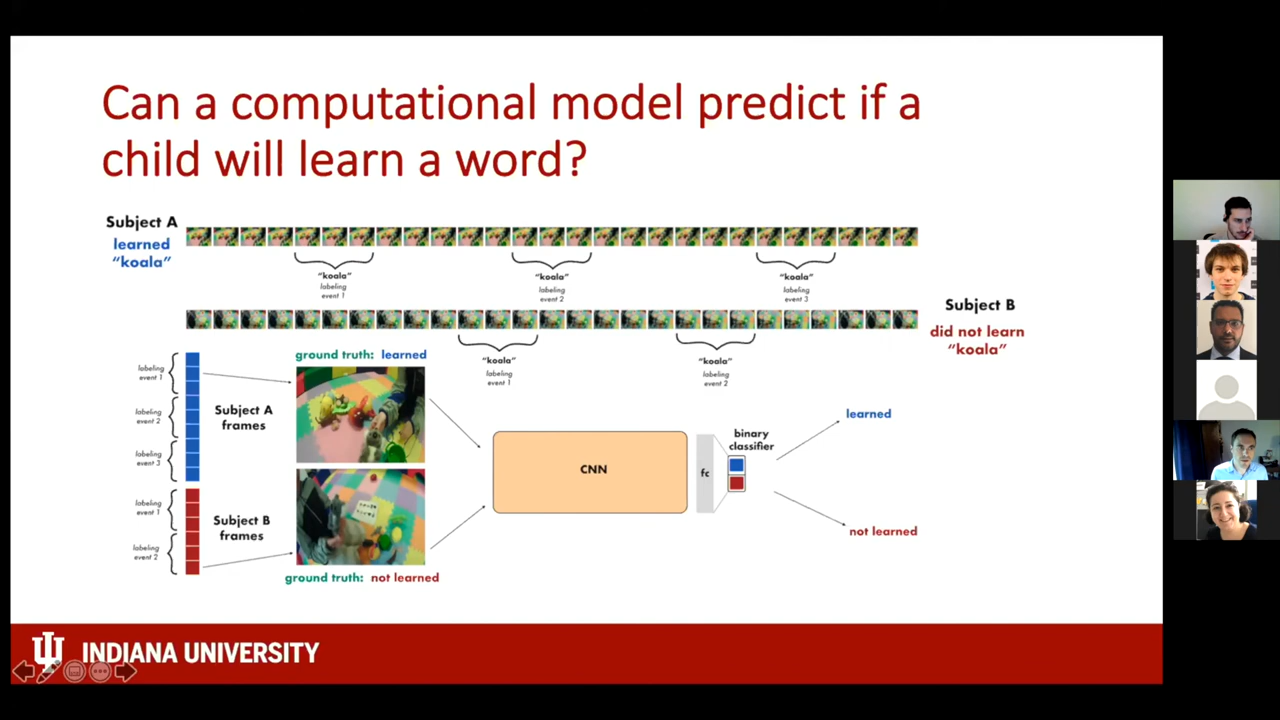 Can a computational model predict if a
child will learn a word?
Subject A
learned
"koala"
"koala"
labeling
event 1
"koala"
labeling
event 2
"koala"
labeling
event 3
Subject B
did not learn
"koala"
"koala"
labeling
event 1
"koala"
labeling
event 2
ground truth: learned
labeling
event 1
labeling
event 2
labeling
event 3
Subject A
frames
labeling
event 1
labeling
event 2
Subject B
frames
ground truth: not learned
CNN
fc
binary
classifier
learned
not learned
INDIANA UNIVERSITY